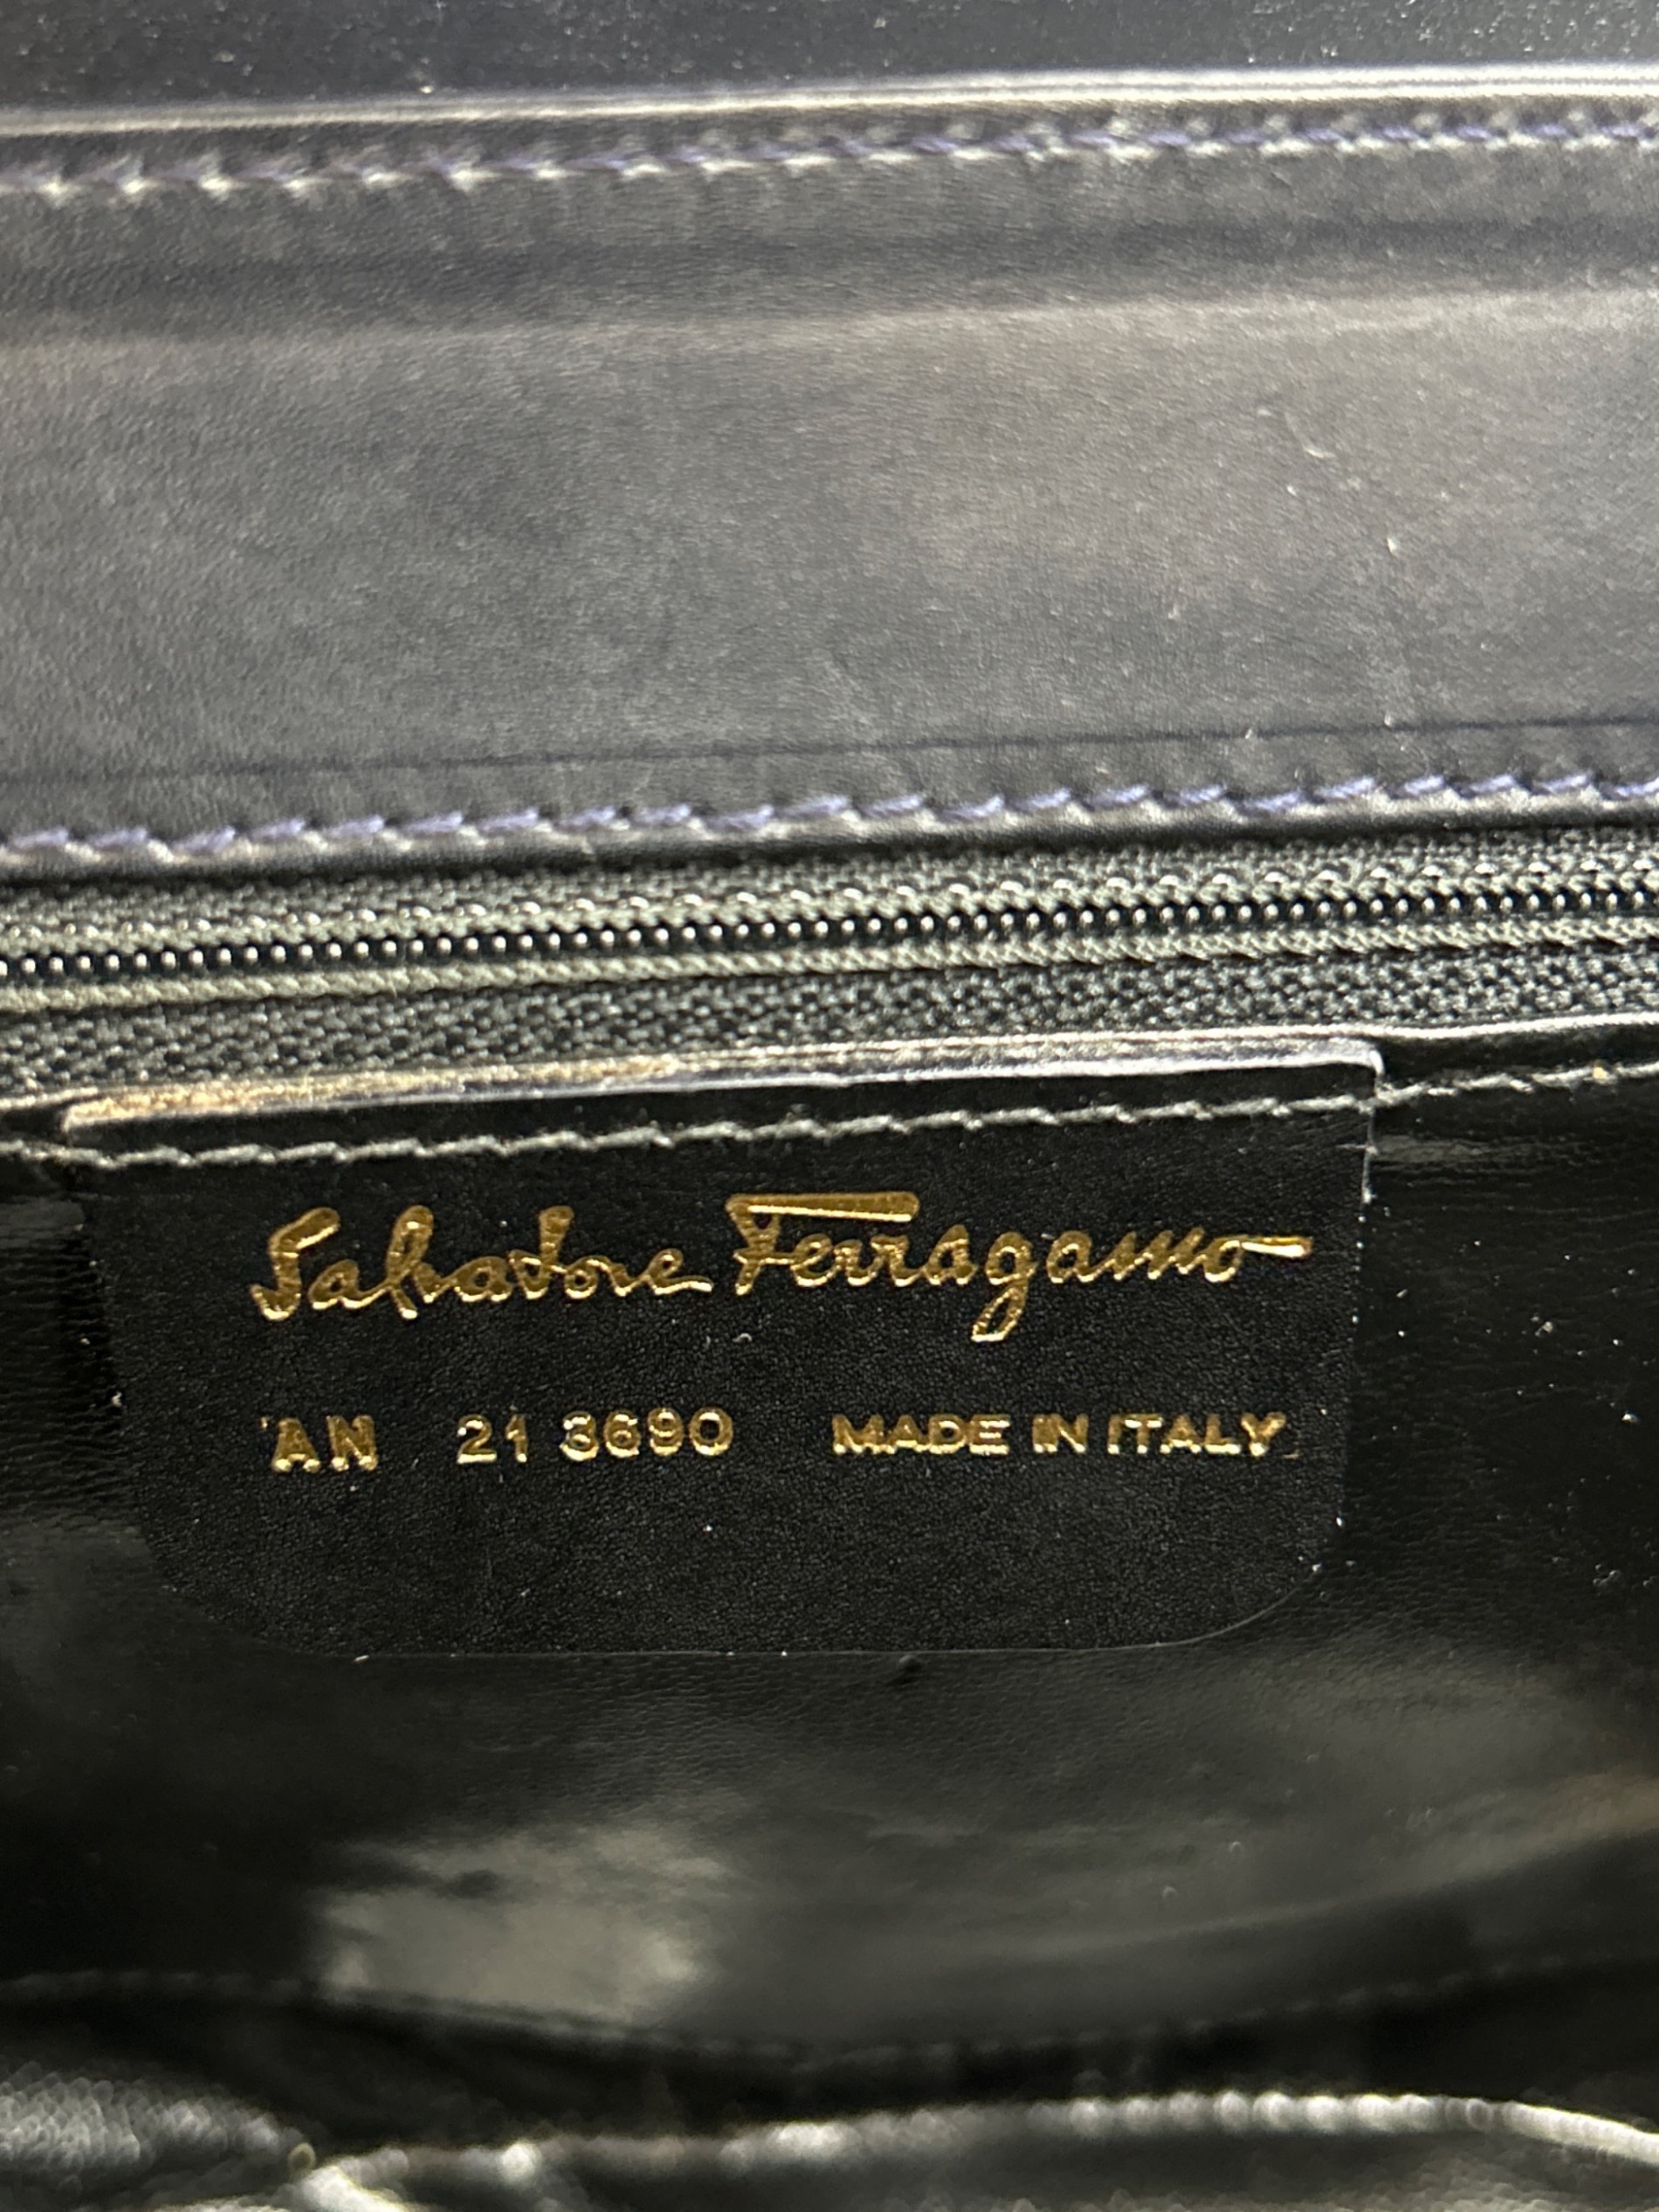 Salvatore Ferragamo
AN 21 3690 MADE IN ITALY